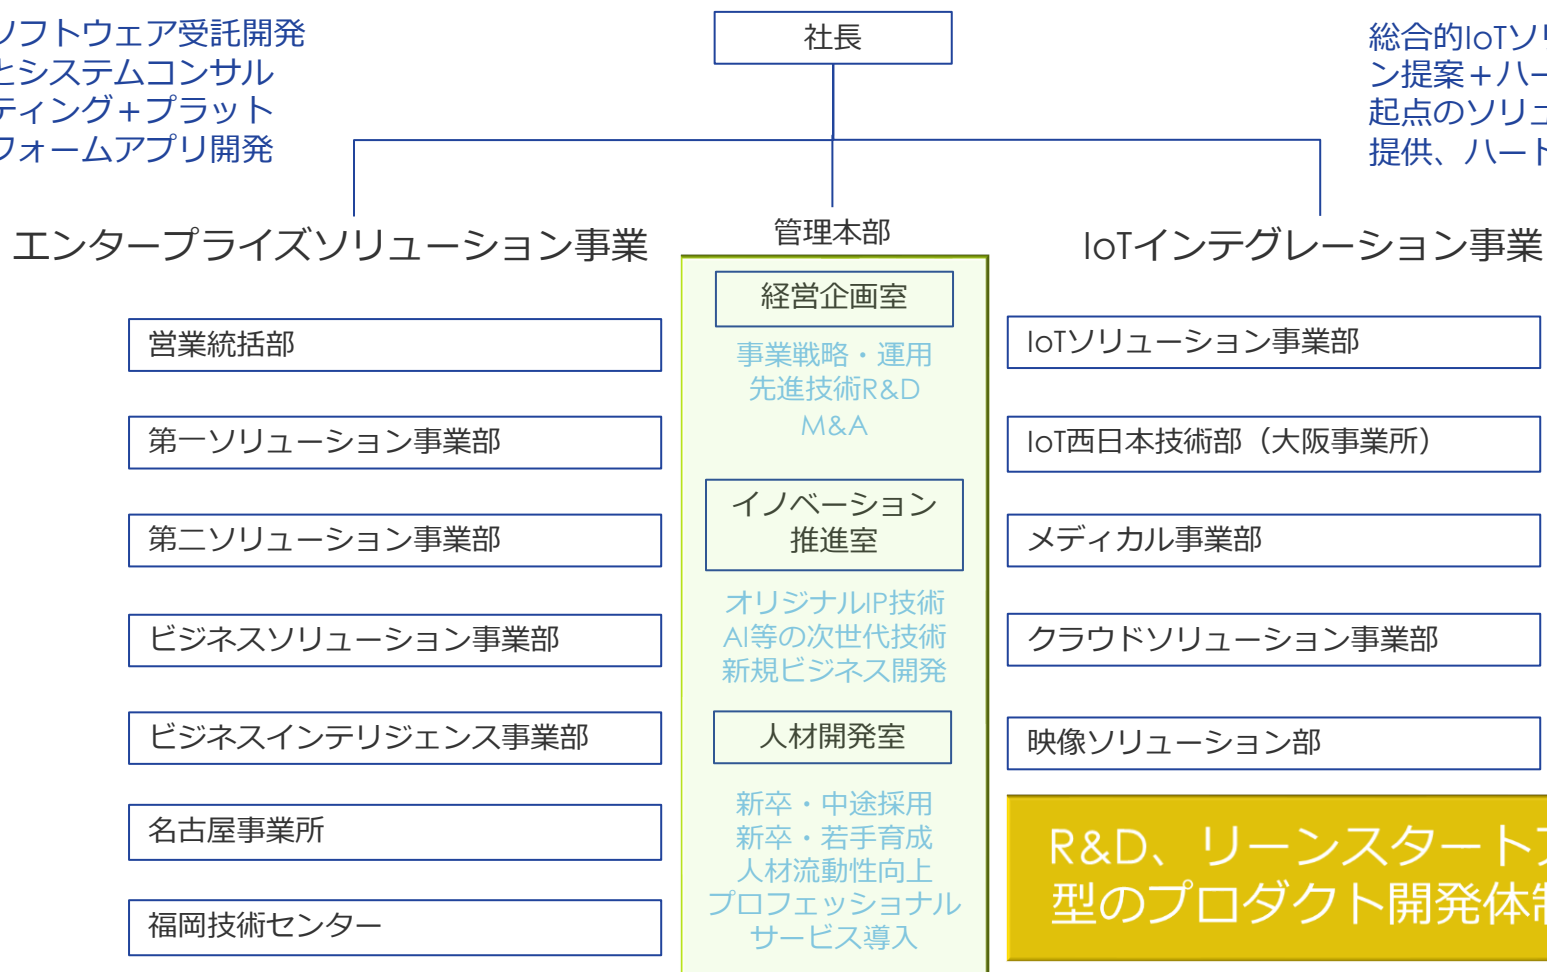 ソフトウェア受託開発
とシステムコンサル
ティング＋プラット
フォームアプリ開発
社長
総合的IoTソ
ン提案＋ハー
起点のソリュ
提供、ハート
エンタープライズソリューション事業
管理本部
IoTインテグレーション事業
営業統括部
第一ソリューション事業部
第二ソリューション事業部
ビジネスソリューション事業部
ビジネスインテリジェンス事業部
名古屋事業所
福岡技術センター
経営企画室
事業戦略・運用
先進技術R&D
M&A
イノベーション
推進室
オリジナルIP技術
AI等の次世代技術
新規ビジネス開発
人材開発室
新卒・中途採用
新卒・若手育成
人材流動性向上
プロフェッショナル
サービス導入
IoTソリューション事業部
IoT西日本技術部（大阪事業所）
メディカル事業部
クラウドソリューション事業部
映像ソリューション部
R&D、リーンスタート
型のプロダクト開発体